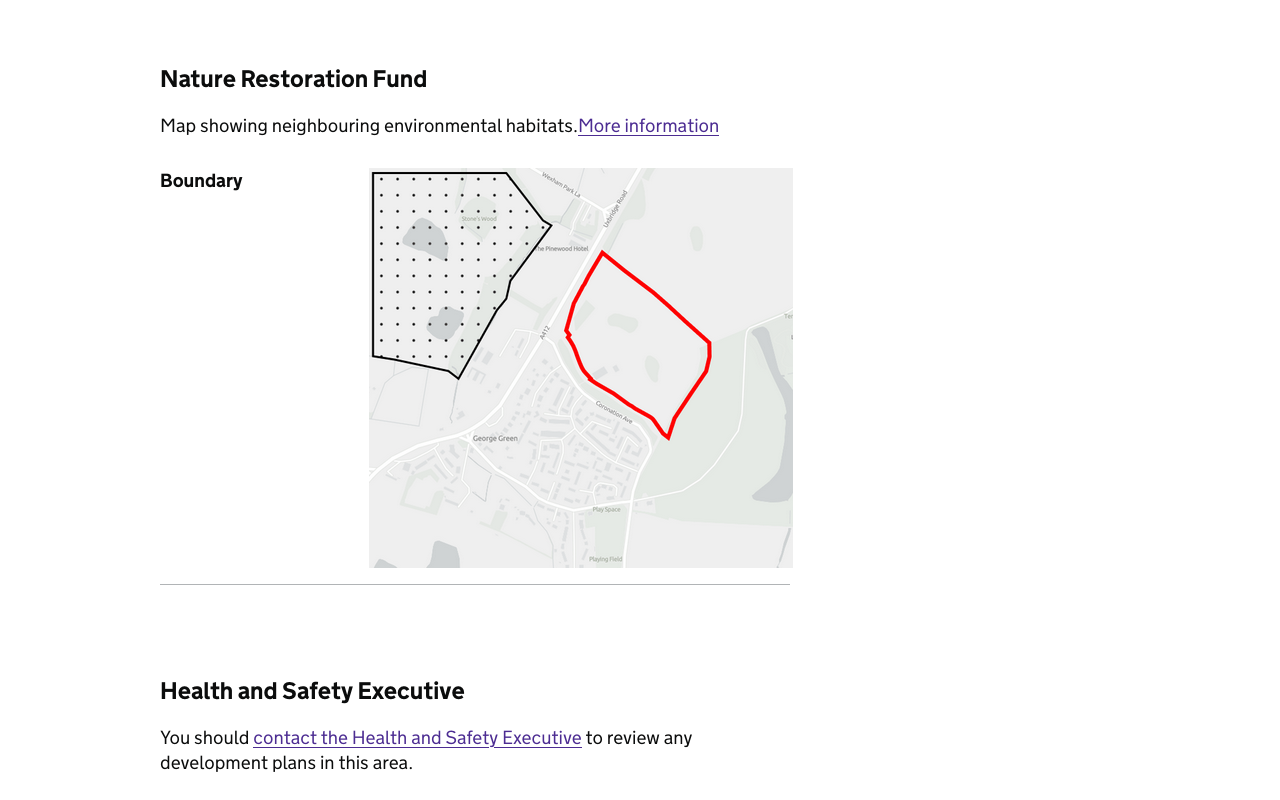 Nature Restoration Fund
Map showing neighbouring environmental habitats.More information
Boundary
Wexham Park La
Uxbridge Road
Stone's Wood
The Pinewood Hotel
A412
Coronation Ave
George Green
Play Space
Playing Field
Health and Safety Executive
You should contact the Health and Safety Executive to review any
development plans in this area.